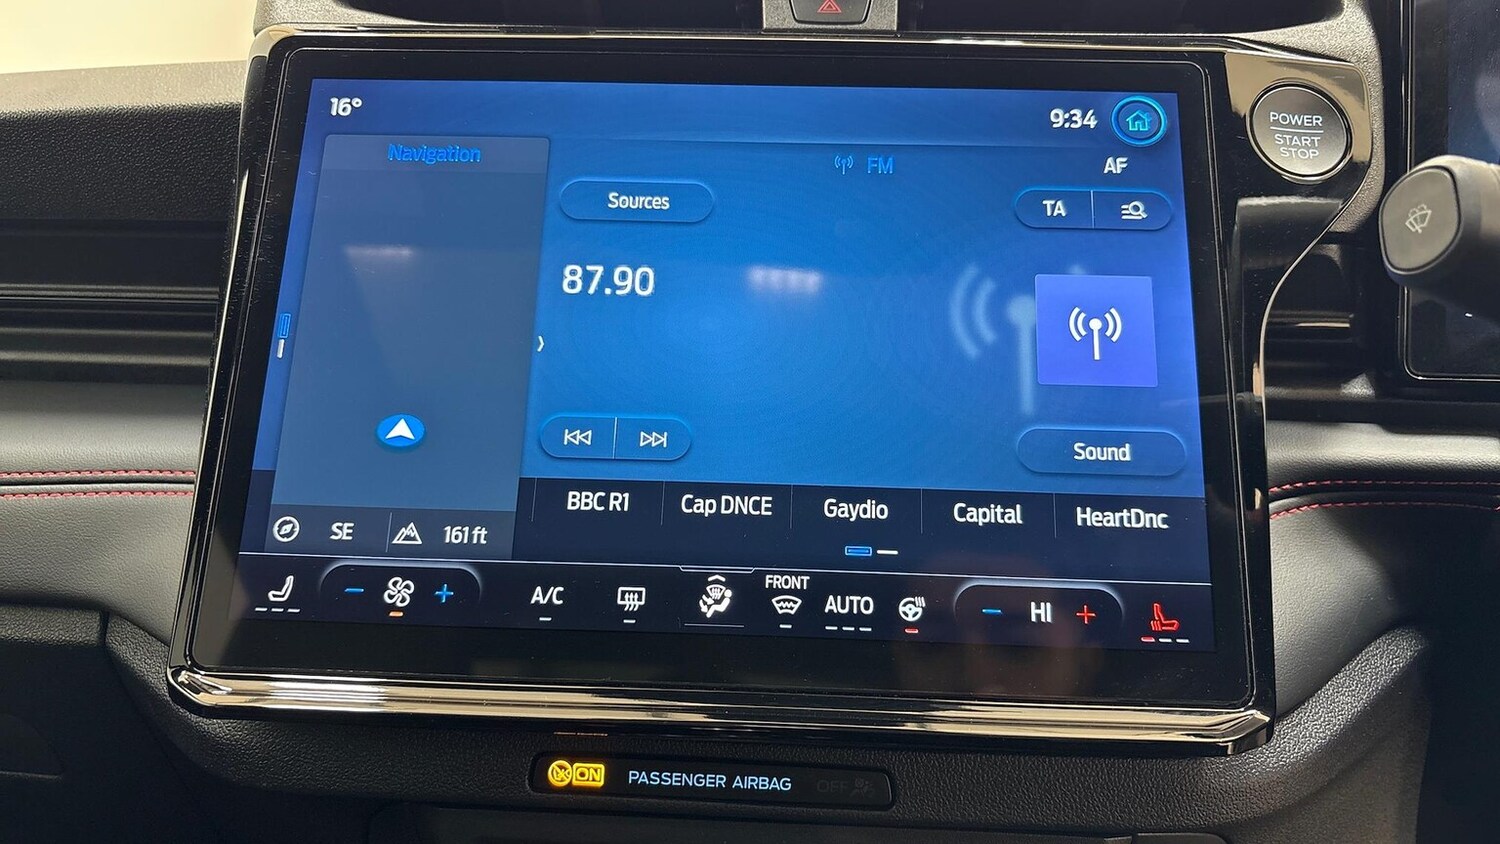 POWER
START
STOP
16°
9:34
Navigation
FM
AF
Sources
TA
87.90
Sound
BBC R1
Cap DNCE
Gaydio
Capital
HeartDnc
SE
161 ft
A/C
FRONT
AUTO
HI
ON
PASSENGER AIRBAG
OFF